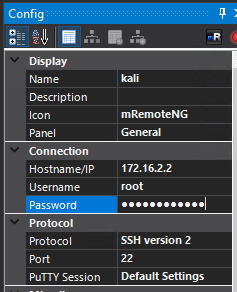 Config
Display
Name kali
Description
Icon mRemoteNG
Panel General
Connection
Hostname/IP 172.16.2.2
Username root
Password ●●●●●●●●●●●●
Protocol
Protocol SSH version 2
Port 22
PuTTY Session Default Settings